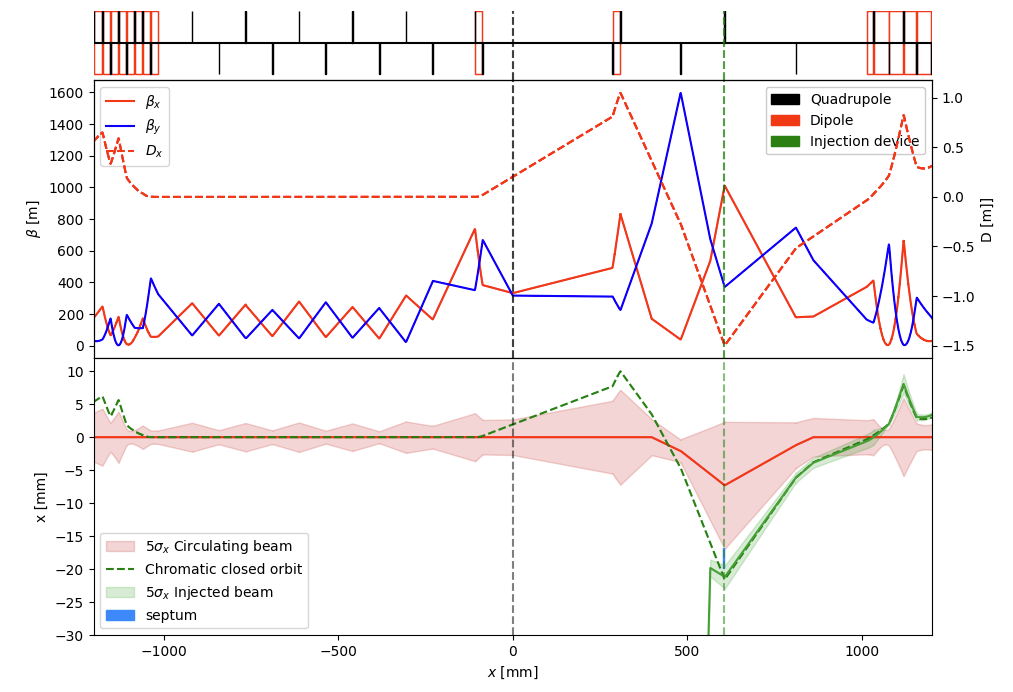 1600
1400
1200
1000
800
600
400
200
0
β [m]
βx
βy
Dx
Quadrupole
Dipole
Injection device
1.0
0.5
0.0
−0.5
−1.0
−1.5
D [m]]
10
5
0
−5
−10
−15
−20
−25
−30
x [mm]
5σx Circulating beam
Chromatic closed orbit
5σx Injected beam
septum
−1000
−500
0
500
1000
x [mm]